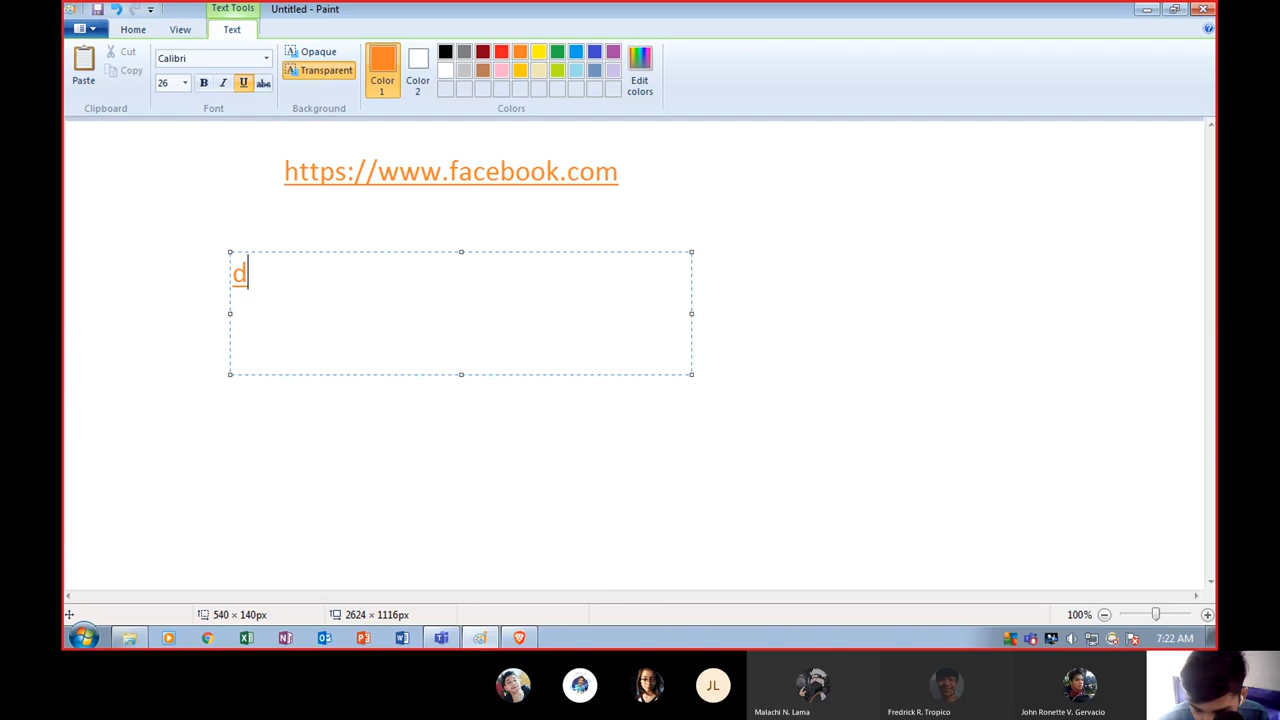 Text Tools
Untitled - Paint
Home
View
Text
Cut
Copy
Paste
Clipboard
Calibri
26
B
I
U
abc
Font
Opaque
Transparent
Background
Color 1
Color 2
Edit colors
Colors
https://www.facebook.com
d
540 × 140px
2624 × 1116px
100%
7:22 AM
JL
Malachi N. Lama
Fredrick R. Tropico
John Ronette V. Gervacio